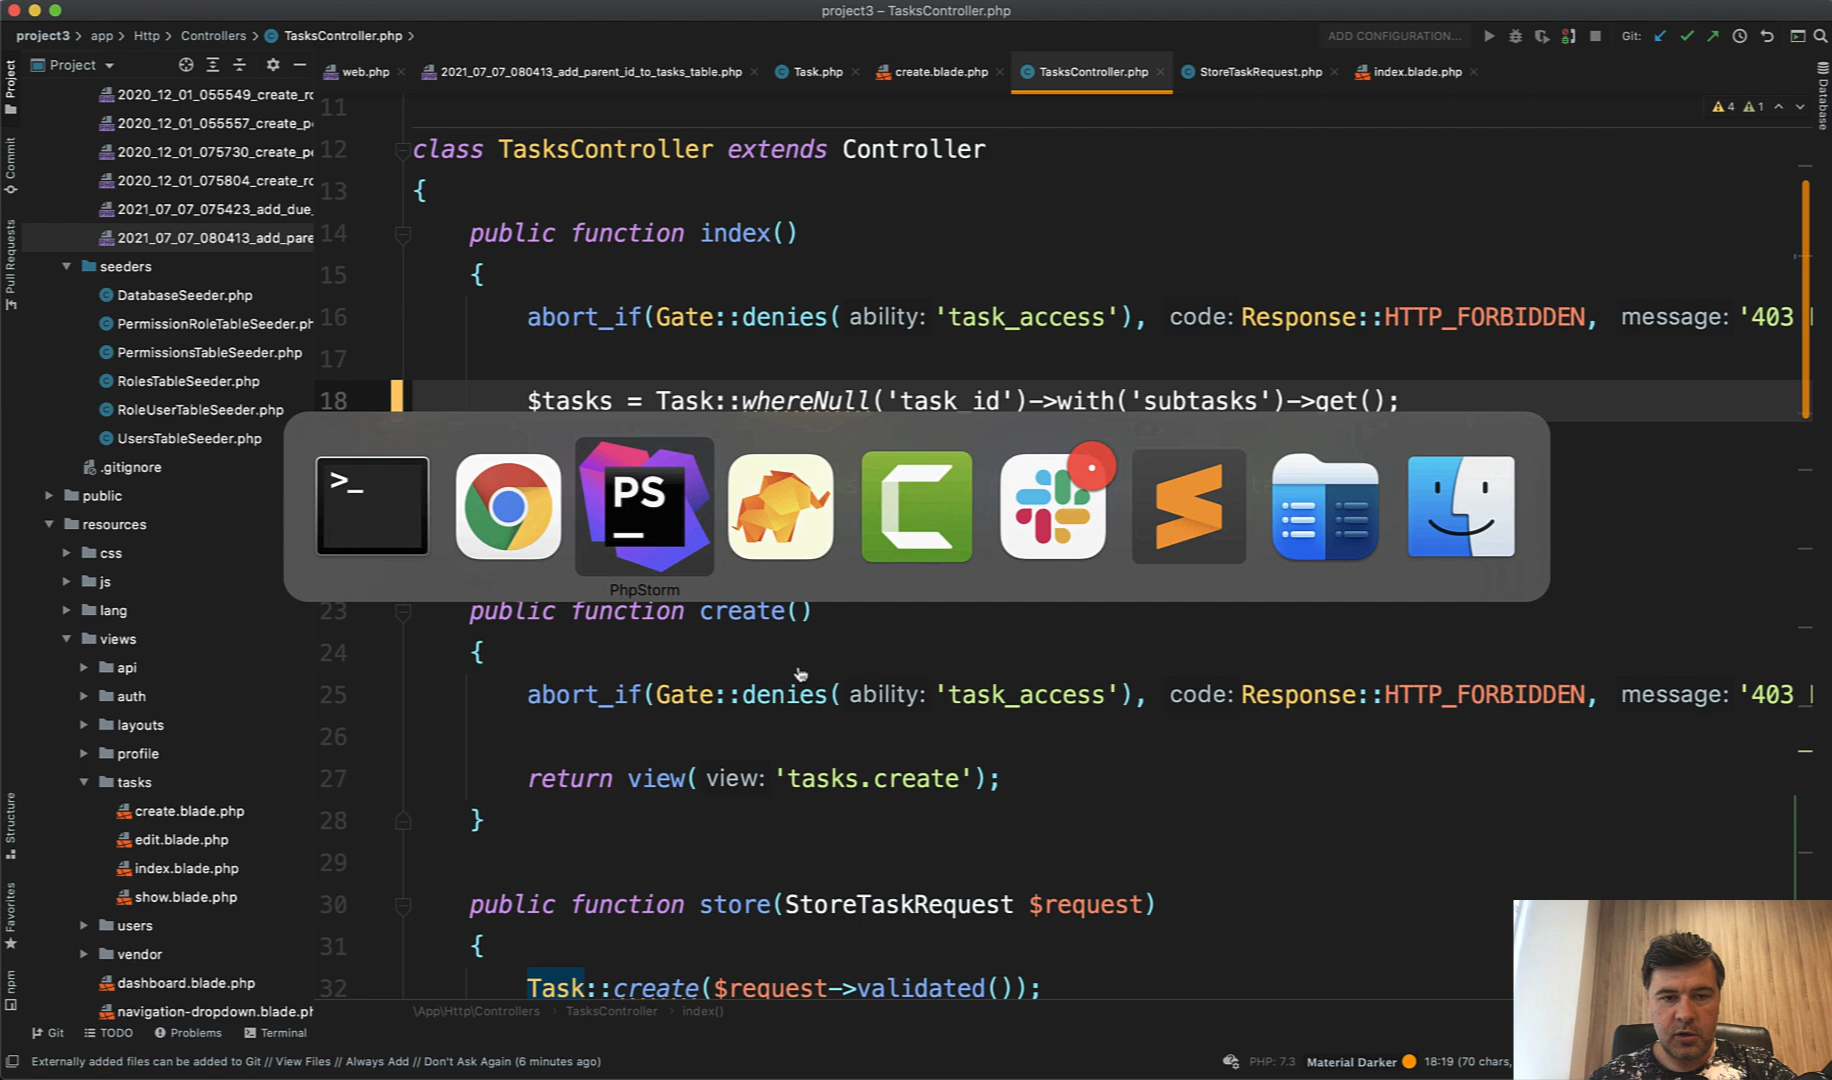 project3 – TasksController.php
project3 > app > Http > Controllers > TasksController.php >
ADD CONFIGURATION...
Git:
Project
web.php
2021_07_07_080413_add_parent_id_to_tasks_table.php
Task.php
create.blade.php
TasksController.php
StoreTaskRequest.php
index.blade.php
Project
Commit
Pull Requests
Structure
Favorites
npm
Database
4 1
2020_12_01_055549_create_ro
2020_12_01_055557_create_pe
2020_12_01_075730_create_pe
2020_12_01_075804_create_ro
2021_07_07_075423_add_due_
2021_07_07_080413_add_pare
seeders
DatabaseSeeder.php
PermissionRoleTableSeeder.ph
PermissionsTableSeeder.php
RolesTableSeeder.php
RoleUserTableSeeder.php
UsersTableSeeder.php
.gitignore
public
resources
css
js
lang
views
api
auth
layouts
profile
tasks
create.blade.php
edit.blade.php
index.blade.php
show.blade.php
users
vendor
dashboard.blade.php
navigation-dropdown.blade.ph
11
12 class TasksController extends Controller
13 {
14 public function index()
15 {
16 abort_if(Gate::denies( ability: 'task_access'), code: Response::HTTP_FORBIDDEN, message: '403
17
18 $tasks = Task::whereNull('task_id')->with('subtasks')->get();
>_
PS
PhpStorm
23 public function create()
24 {
25 abort_if(Gate::denies( ability: 'task_access'), code: Response::HTTP_FORBIDDEN, message: '403
26
27 return view( view: 'tasks.create');
28 }
29
30 public function store(StoreTaskRequest $request)
31 {
32 Task::create($request->validated());
\App\Http\Controllers > TasksController > index()
Git TODO Problems Terminal
Externally added files can be added to Git // View Files // Always Add // Don't Ask Again (6 minutes ago)
PHP: 7.3 Material Darker 18:19 (70 chars,